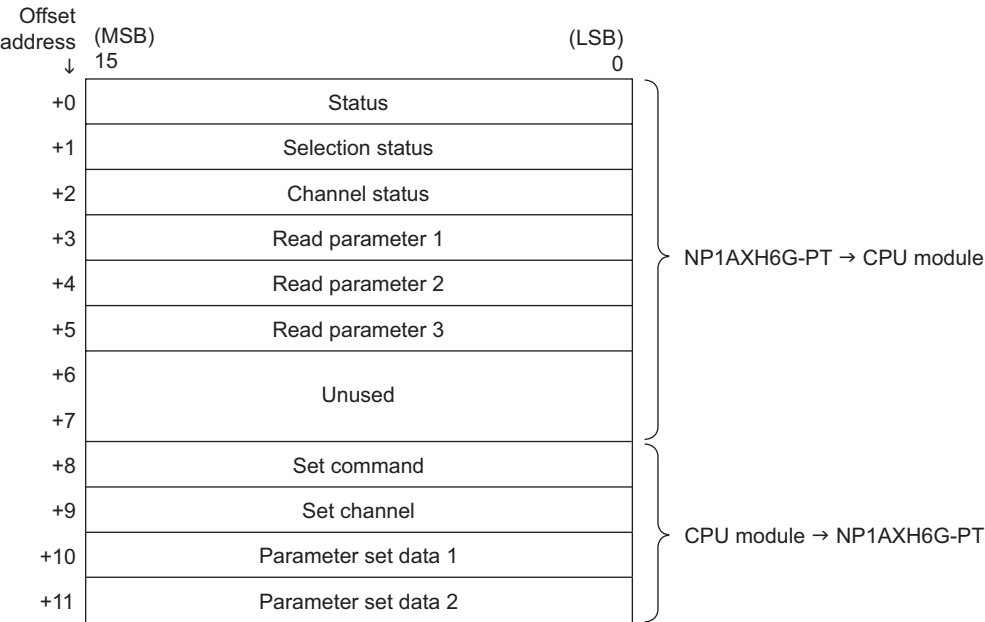 Offset
address
↓
(MSB)
15
(LSB)
0
+0 Status
+1 Selection status
+2 Channel status
+3 Read parameter 1
+4 Read parameter 2
+5 Read parameter 3
+6
Unused
+7
NP1AXH6G-PT → CPU module
+8 Set command
+9 Set channel
+10 Parameter set data 1
+11 Parameter set data 2
CPU module → NP1AXH6G-PT